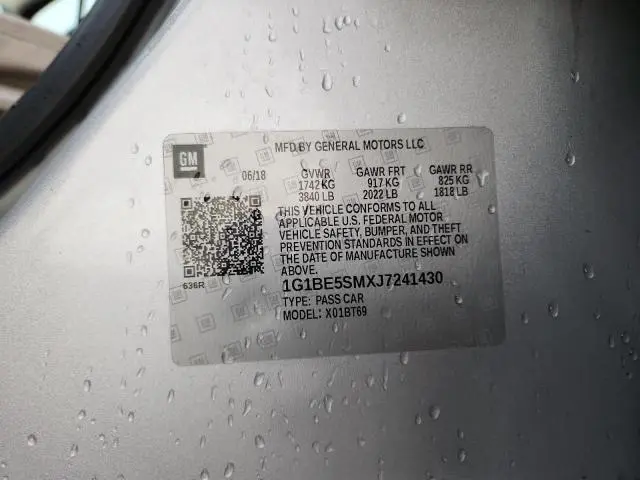 GM
MFD BY GENERAL MOTORS LLC
06/18 GVWR GAWR FRT GAWR RR
1742 KG 917 KG 825 KG
3840 LB 2022 LB 1818 LB
THIS VEHICLE CONFORMS TO ALL
APPLICABLE U.S. FEDERAL MOTOR
VEHICLE SAFETY, BUMPER, AND THEFT
PREVENTION STANDARDS IN EFFECT ON
THE DATE OF MANUFACTURE SHOWN
ABOVE.
636R
1G1BE5SMXJ7241430
TYPE: PASS CAR
MODEL: X01BT69